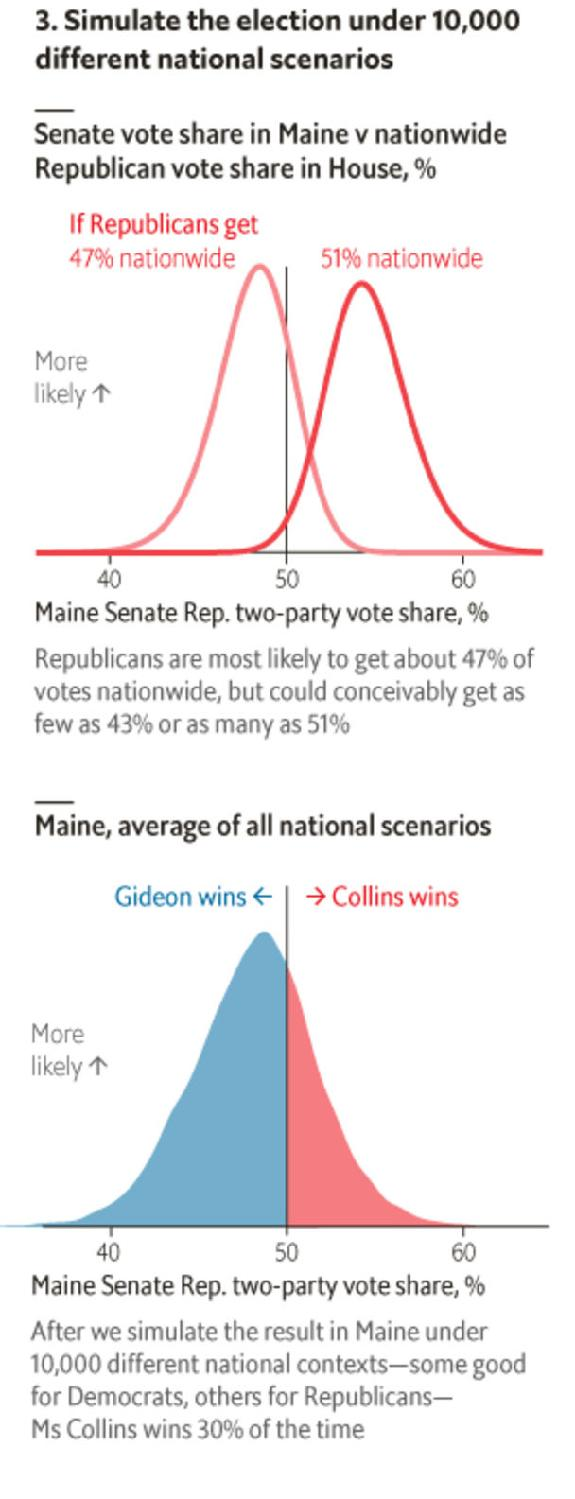 3. Simulate the election under 10,000
different national scenarios
Senate vote share in Maine v nationwide
Republican vote share in House, %
If Republicans get
47% nationwide
51% nationwide
More
likely ↑
40
50
60
Maine Senate Rep. two-party vote share, %
Republicans are most likely to get about 47% of
votes nationwide, but could conceivably get as
few as 43% or as many as 51%
Maine, average of all national scenarios
Gideon wins ←
→ Collins wins
More
likely ↑
40
50
60
Maine Senate Rep. two-party vote share, %
After we simulate the result in Maine under
10,000 different national contexts—some good
for Democrats, others for Republicans—
Ms Collins wins 30% of the time